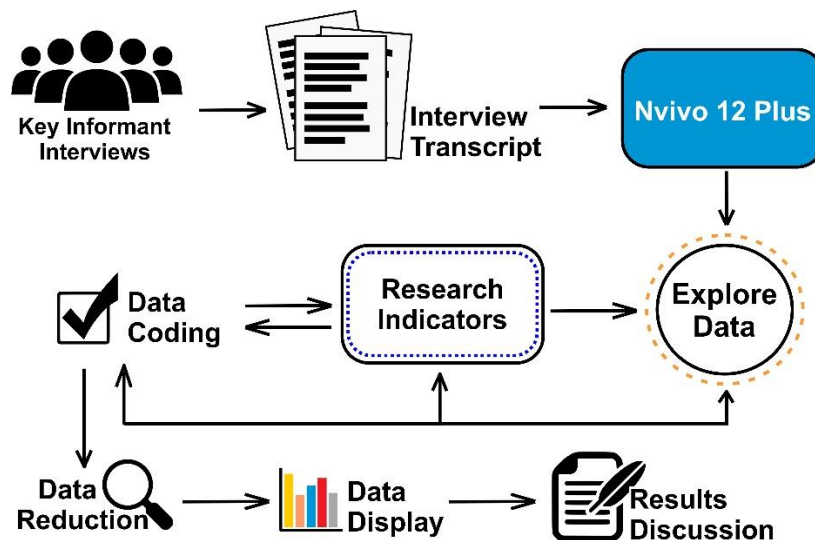 Key Informant
Interviews
Interview
Transcript
Nvivo 12 Plus
Data
Coding
Research
Indicators
Explore
Data
Data
Reduction
Data
Display
Results
Discussion